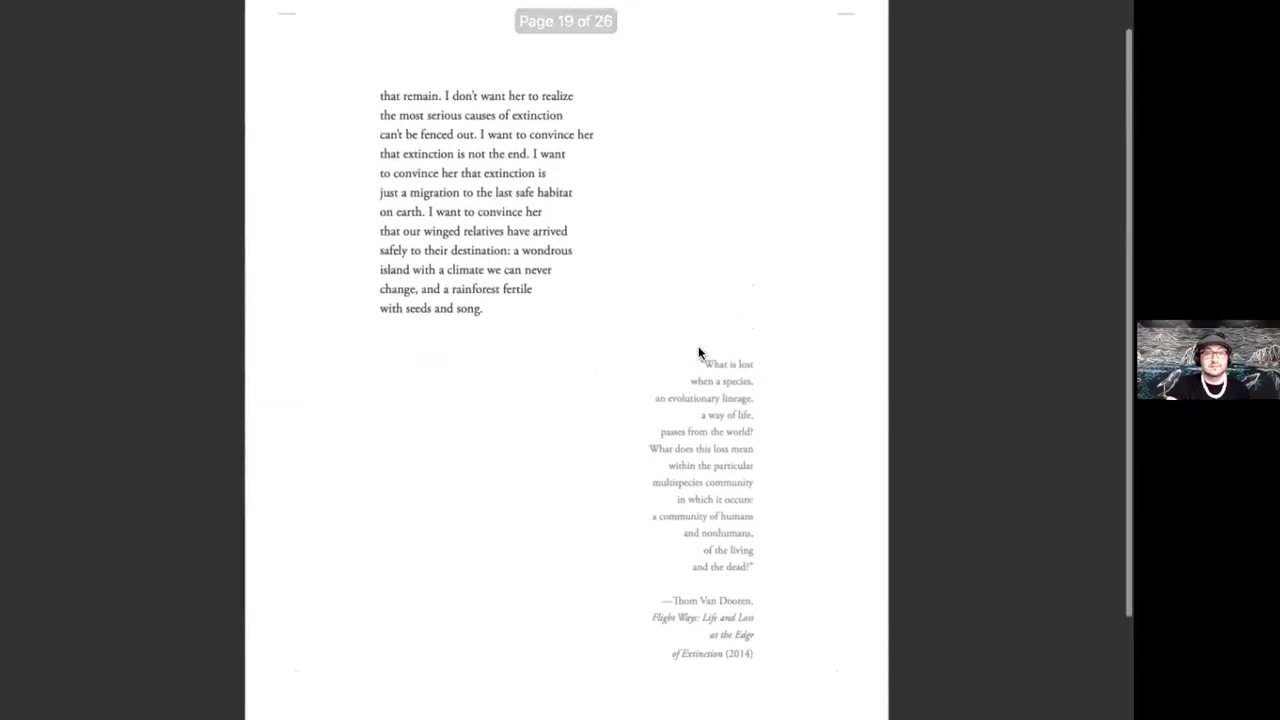 Page 19 of 26
that remain. I don't want her to realize
the most serious causes of extinction
can't be fenced out. I want to convince her
that extinction is not the end. I want
to convince her that extinction is
just a migration to the last safe habitat
on earth. I want to convince her
that our winged relatives have arrived
safely to their destination: a wondrous
island with a climate we can never
change, and a rainforest fertile
with seeds and song.
"What is lost
when a species,
an evolutionary lineage,
a way of life,
passes from the world?
What does this loss mean
within the particular
multispecies community
in which it occurs:
a community of humans
and nonhumans,
of the living
and the dead?"
—Thom Van Dooren,
Flight Ways: Life and Loss
at the Edge
of Extinction (2014)